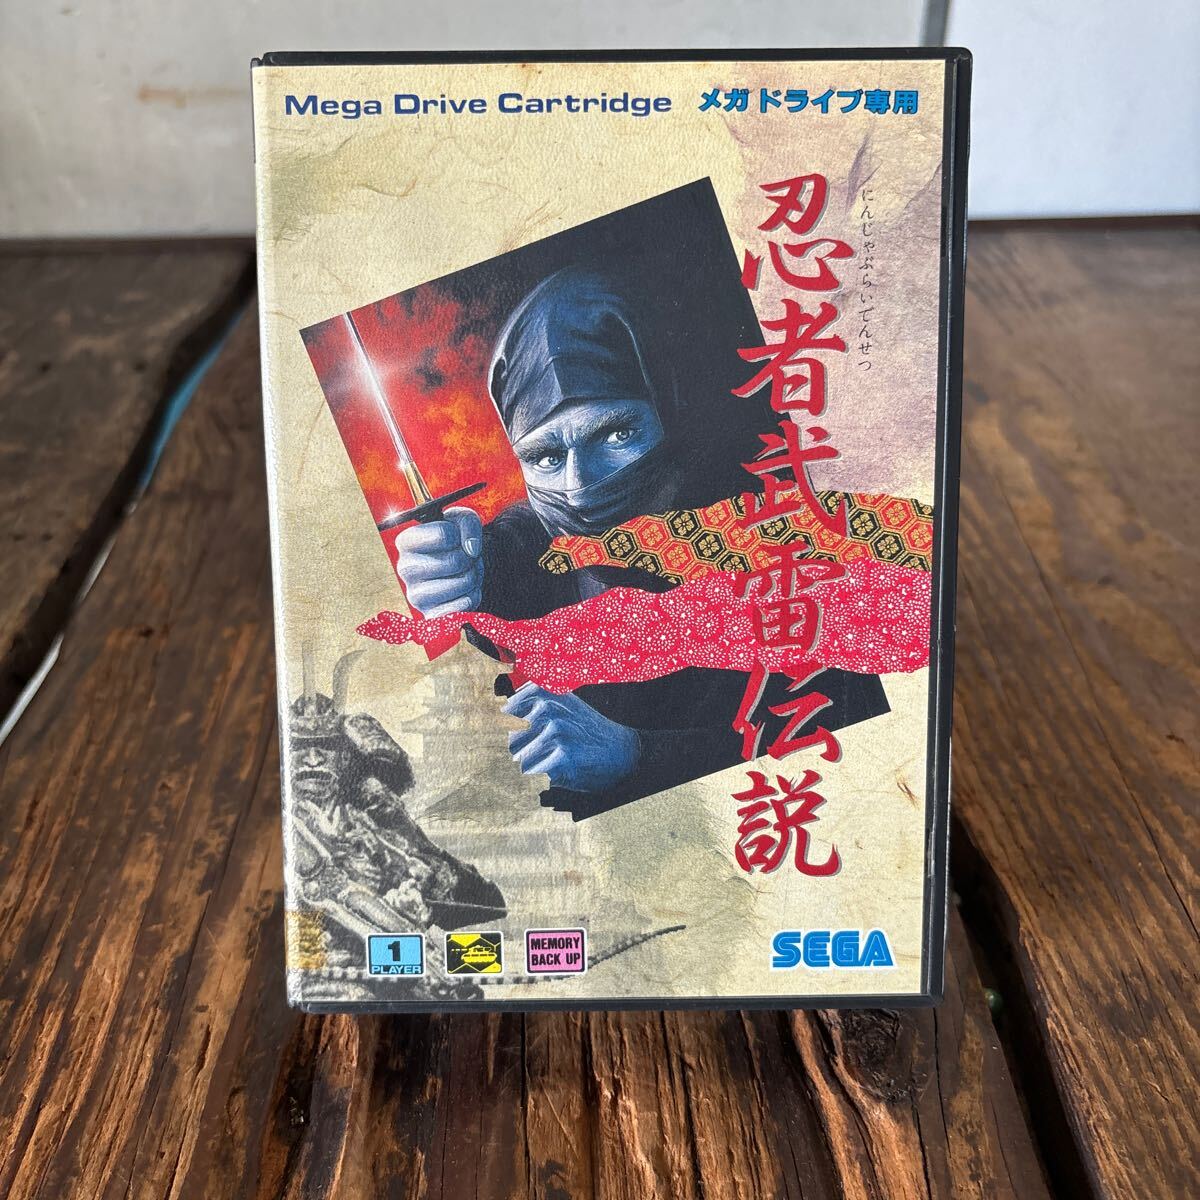 Mega Drive Cartridge メガドライブ専用
忍者武雷伝説
にんじゃぶらいでんせつ
1
PLAYER
MEMORY
BACK UP
SEGA